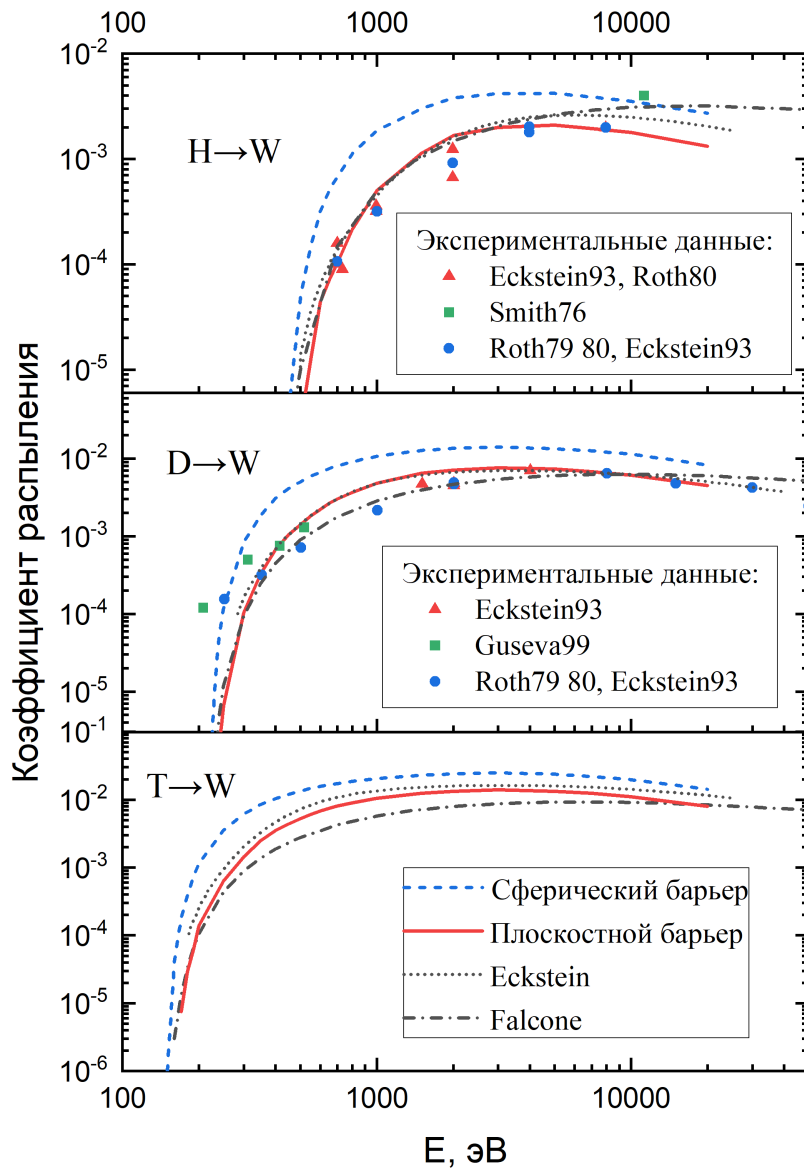 100 1000 10000
10⁻²
10⁻³
10⁻⁴
10⁻⁵
H→W
Экспериментальные данные:
Eckstein93, Roth80
Smith76
Roth79 80, Eckstein93
Коэффициент распыления
10⁻²
10⁻³
10⁻⁴
10⁻⁵
D→W
Экспериментальные данные:
Eckstein93
Guseva99
Roth79 80, Eckstein93
10⁻¹
10⁻²
10⁻³
10⁻⁴
10⁻⁵
10⁻⁶
T→W
Сферический барьер
Плоскостной барьер
Eckstein
Falcone
100 1000 10000
E, эВ